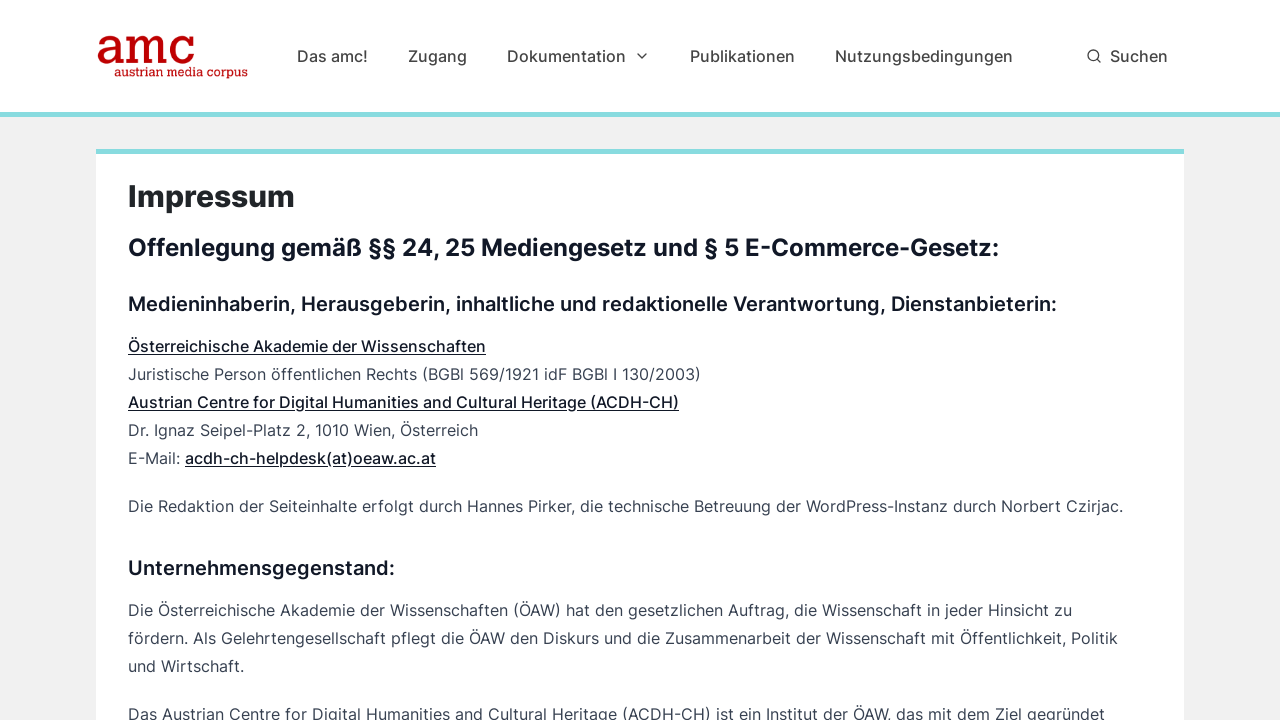 amc
austrian media corpus
Das amc!
Zugang
Dokumentation
Publikationen
Nutzungsbedingungen
Suchen
Impressum
Offenlegung gemäß §§ 24, 25 Mediengesetz und § 5 E-Commerce-Gesetz:
Medieninhaberin, Herausgeberin, inhaltliche und redaktionelle Verantwortung, Dienstanbieterin:
Österreichische Akademie der Wissenschaften
Juristische Person öffentlichen Rechts (BGBl 569/1921 idF BGBl I 130/2003)
Austrian Centre for Digital Humanities and Cultural Heritage (ACDH-CH)
Dr. Ignaz Seipel-Platz 2, 1010 Wien, Österreich
E-Mail: acdh-ch-helpdesk(at)oeaw.ac.at
Die Redaktion der Seiteinhalte erfolgt durch Hannes Pirker, die technische Betreuung der WordPress-Instanz durch Norbert Czirjac.
Unternehmensgegenstand:
Die Österreichische Akademie der Wissenschaften (ÖAW) hat den gesetzlichen Auftrag, die Wissenschaft in jeder Hinsicht zu
fördern. Als Gelehrtengesellschaft pflegt die ÖAW den Diskurs und die Zusammenarbeit der Wissenschaft mit Öffentlichkeit, Politik
und Wirtschaft.
Das Austrian Centre for Digital Humanities and Cultural Heritage (ACDH-CH) ist ein Institut der ÖAW, das mit dem Ziel gegründet